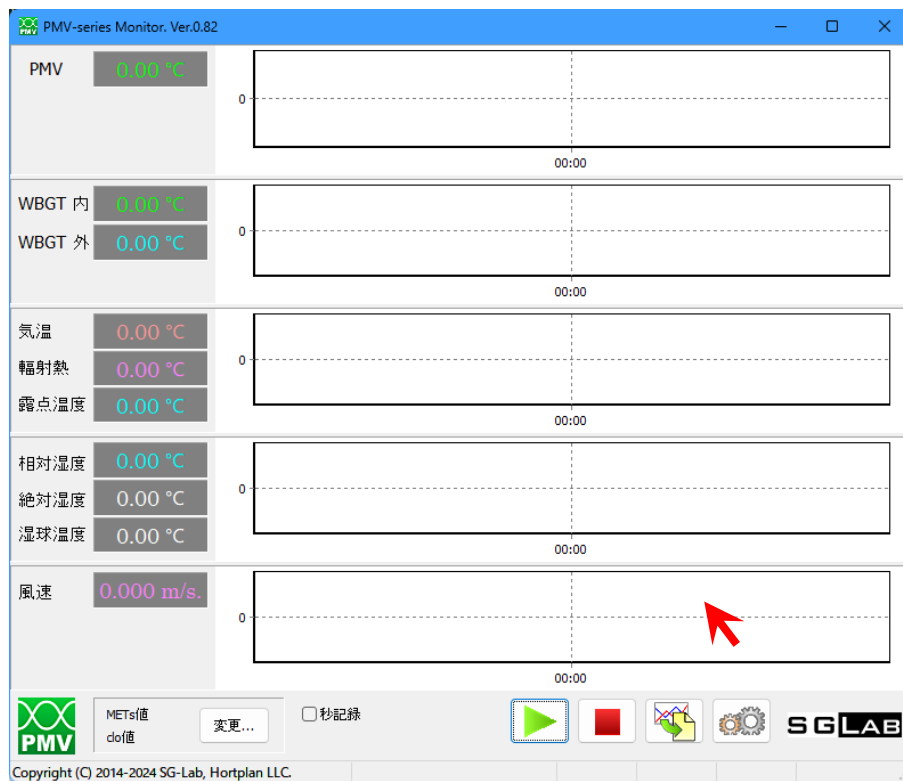 PMV-series Monitor. Ver.0.82
PMV 0.00 °C
0
00:00
WBGT 内 0.00 °C
WBGT 外 0.00 °C
0
00:00
気温 0.00 °C
輻射熱 0.00 °C
露点温度 0.00 °C
0
00:00
相対湿度 0.00 °C
絶対湿度 0.00 °C
湿球温度 0.00 °C
0
00:00
風速 0.000 m/s.
0
00:00
PMV
METs値
clo値
変更...
秒記録
SGLAB
Copyright (C) 2014-2024 SG-Lab, Hortplan LLC.